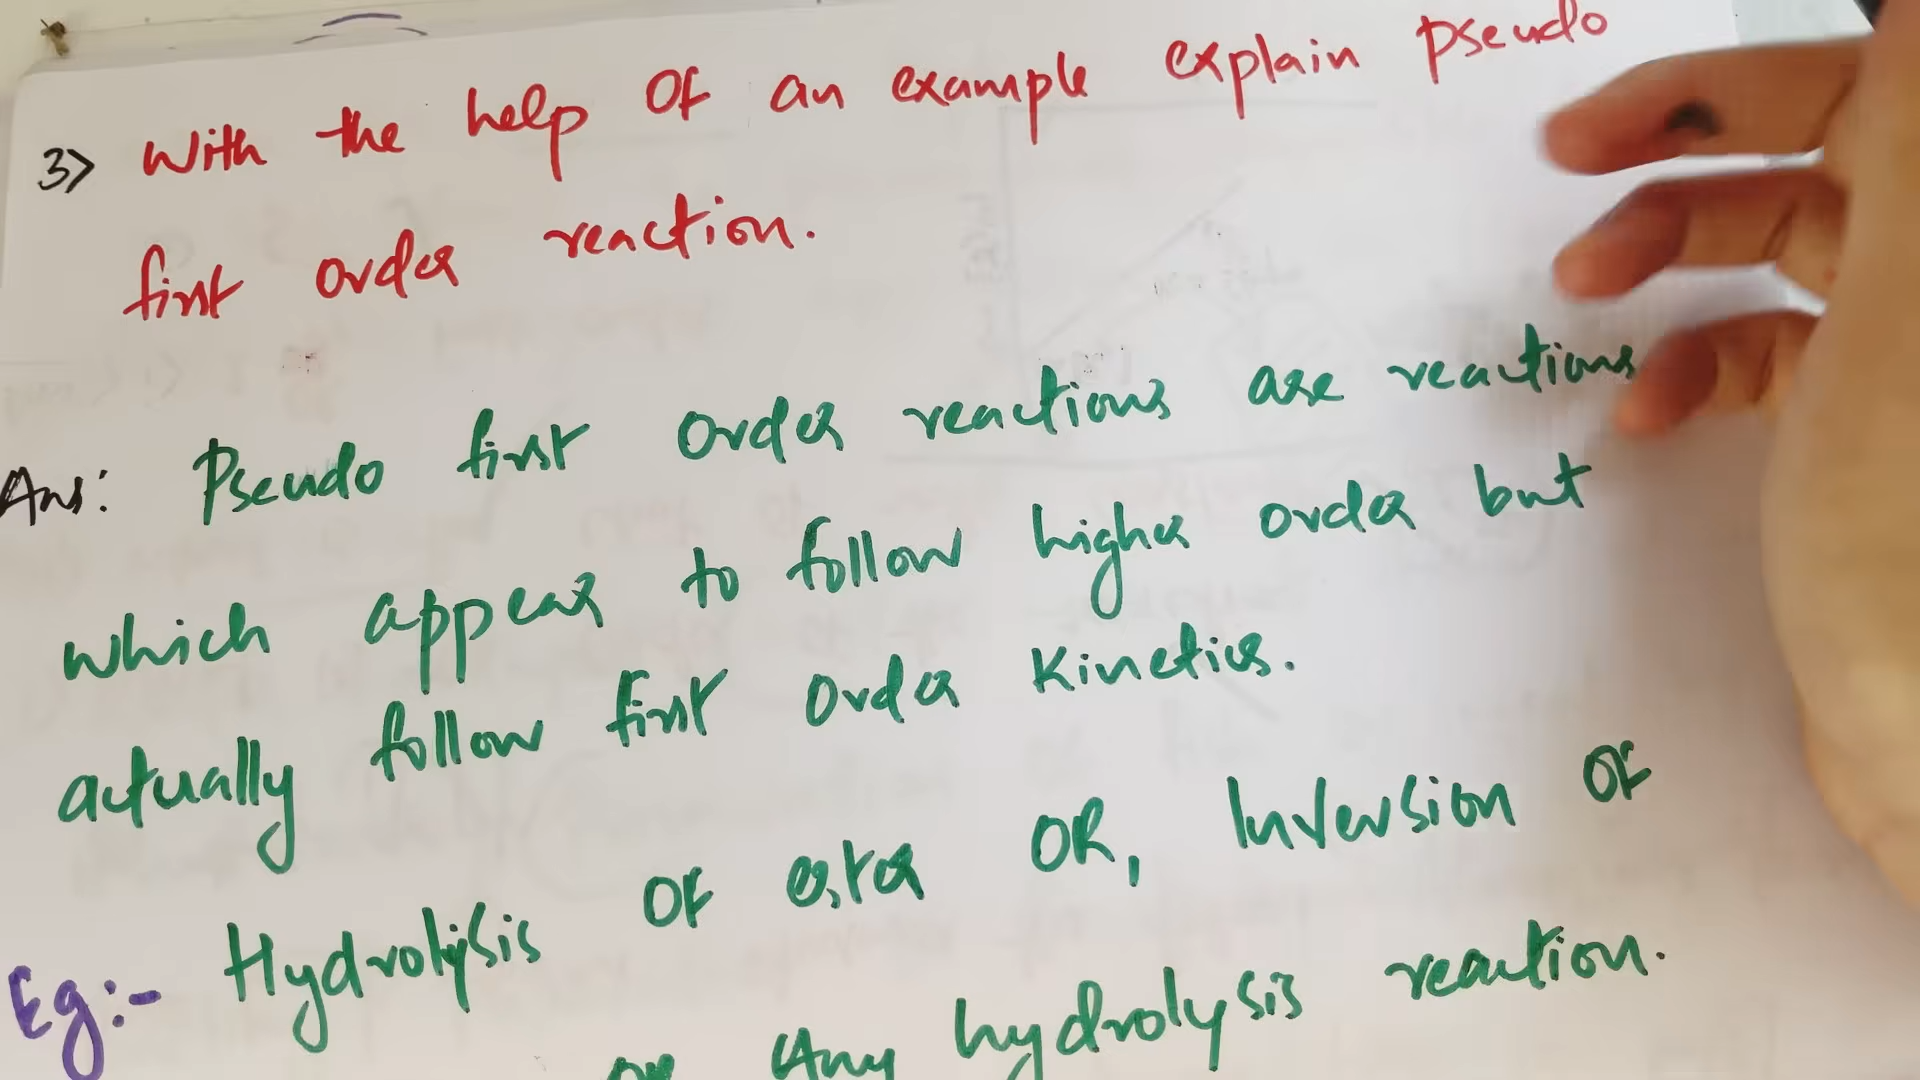 3> With the help Of an example explain pseudo
first order reaction.
Ans: Pseudo first order reactions are reactions
which appear to follow higher order but
actually follow first order Kinetics.
Eg:- Hydrolysis Of ester OR, Inversion Of
or Any hydrolysis reaction.